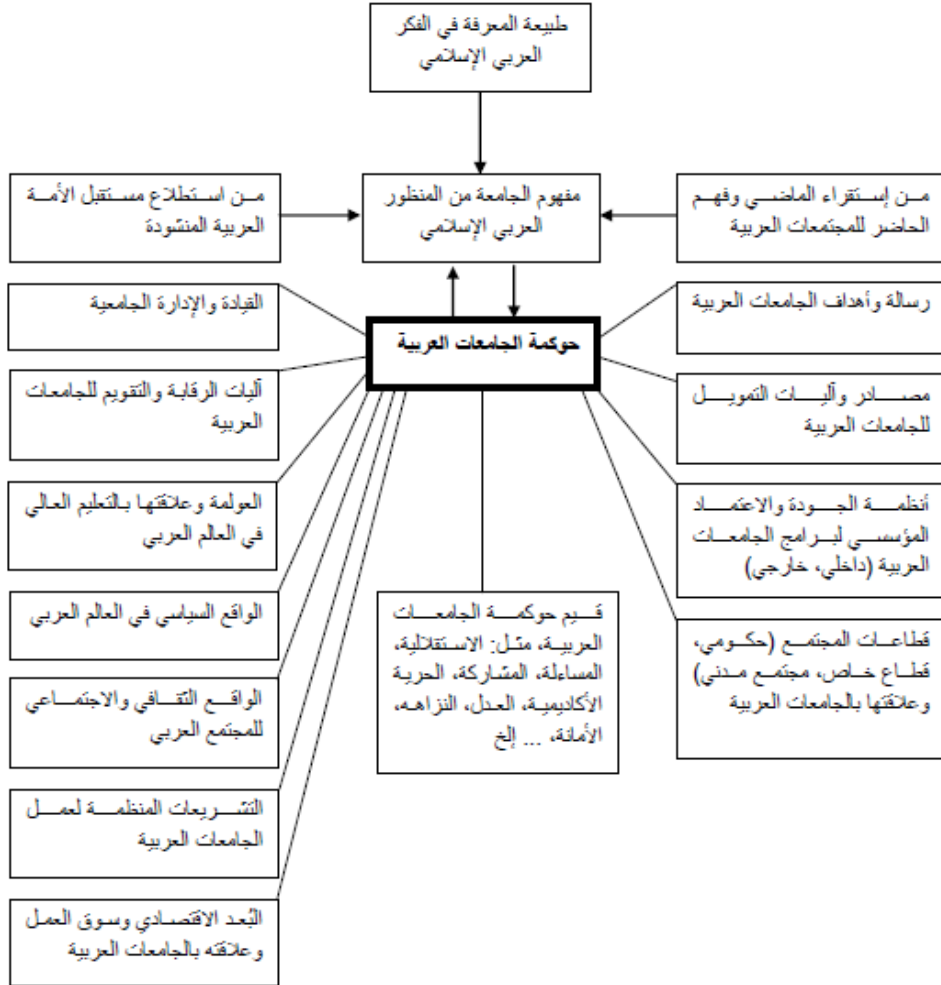 طبيعة المعرفة في الفكر
العربي الإسلامي
من إستقراء الماضي وفهم
الحاضر للمجتمعات العربية
مفهوم الجامعة من المنظور
العربي الإسلامي
من استطلاع مستقبل الأمة
العربية المنشودة
حوكمة الجامعات العربية
رسالة وأهداف الجامعات العربية
مصادر وآليات التمويل
للجامعات العربية
أنظمة الجودة والاعتماد
المؤسسي لبرامج الجامعات
العربية (داخلي، خارجي)
قطاعات المجتمع (حكومي،
قطاع خاص، مجتمع مدني)
وعلاقتها بالجامعات العربية
قيم حوكمة الجامعات
العربية، مثل: الاستقلالية،
المساءلة، المشاركة، الحرية
الأكاديمية، العدل، النزاهه،
الأمانة، ... إلخ
القيادة والإدارة الجامعية
آليات الرقابة والتقويم للجامعات
العربية
العولمة وعلاقتها بالتعليم العالي
في العالم العربي
الواقع السياسي في العالم العربي
الواقع الثقافي والاجتماعي
للمجتمع العربي
التشريعات المنظمة لعمل
الجامعات العربية
البُعد الاقتصادي وسوق العمل
وعلاقته بالجامعات العربية